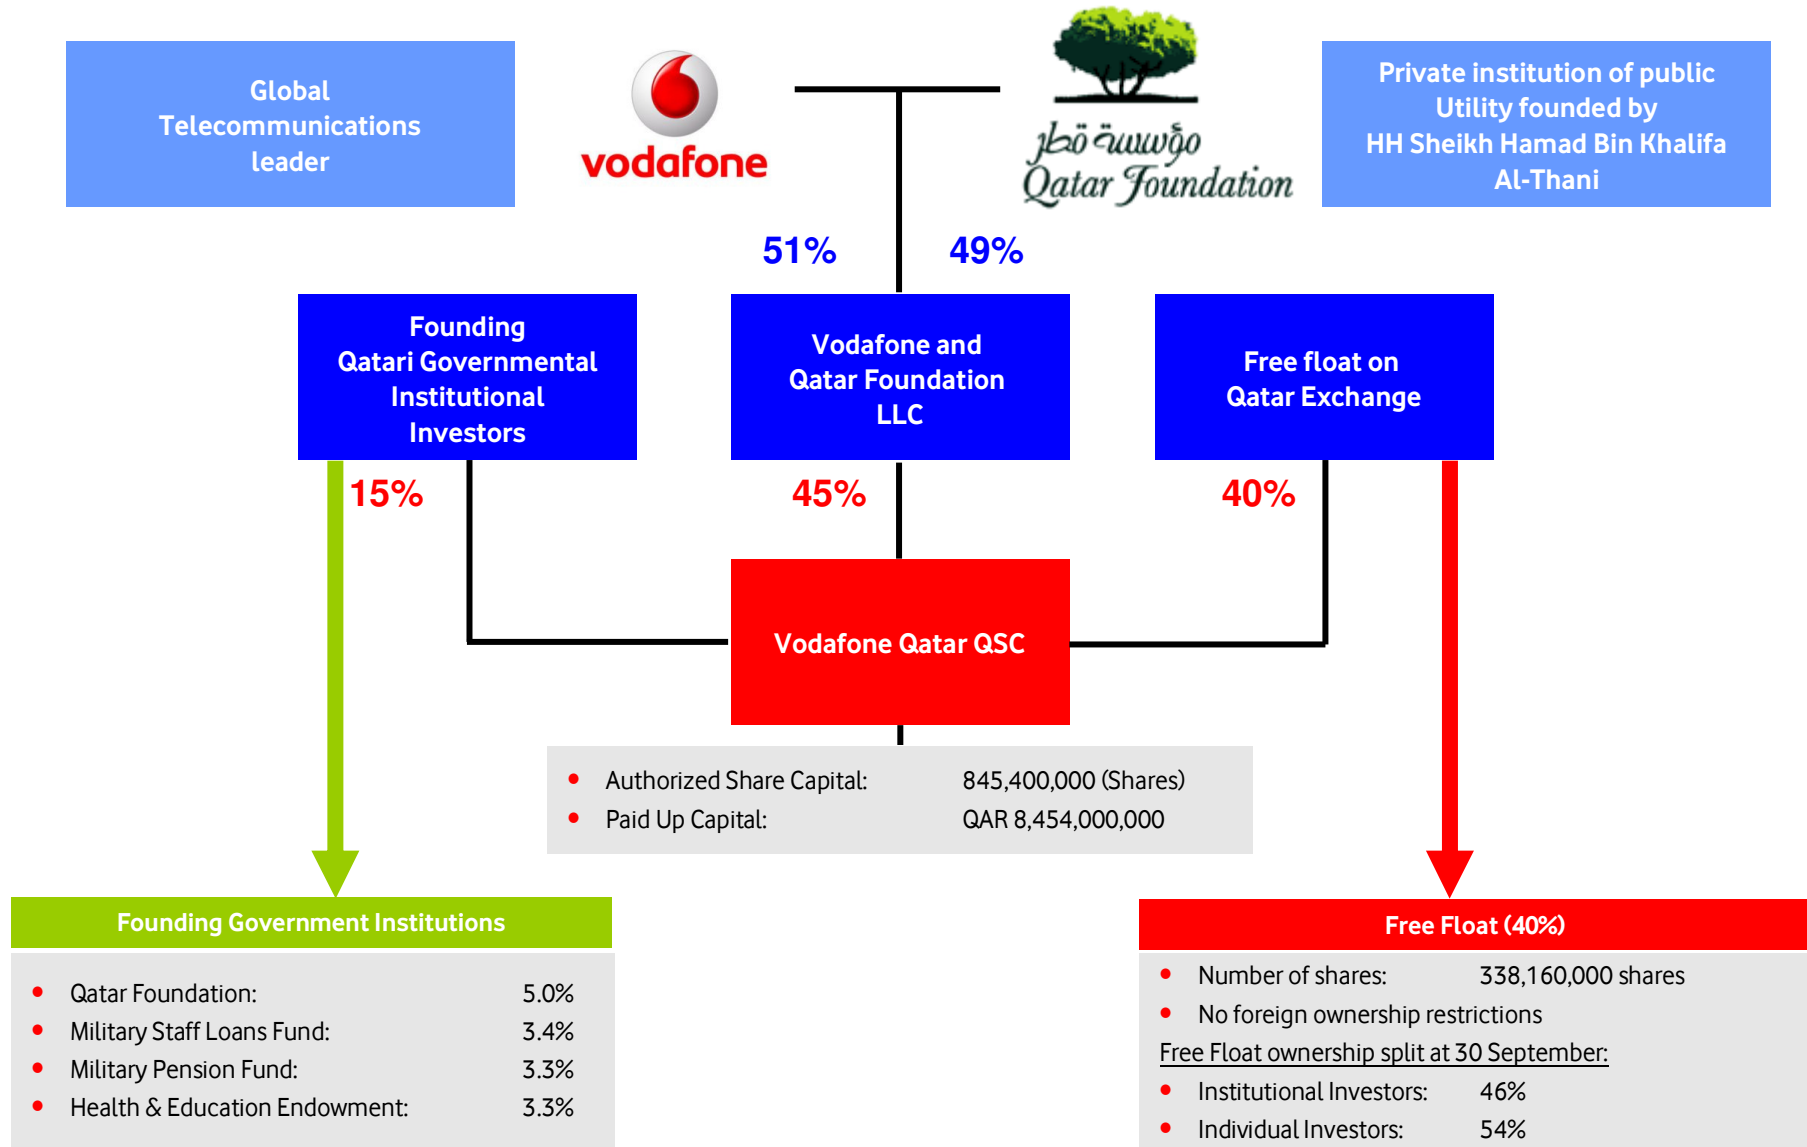 Global
Telecommunications
leader
vodafone
مؤسسة قطر
Qatar Foundation
Private institution of public
Utility founded by
HH Sheikh Hamad Bin Khalifa
Al-Thani
51%
49%
Founding
Qatari Governmental
Institutional
Investors
Vodafone and
Qatar Foundation
LLC
Free float on
Qatar Exchange
15%
45%
40%
Vodafone Qatar QSC
• Authorized Share Capital: 845,400,000 (Shares)
• Paid Up Capital: QAR 8,454,000,000
Founding Government Institutions
• Qatar Foundation: 5.0%
• Military Staff Loans Fund: 3.4%
• Military Pension Fund: 3.3%
• Health & Education Endowment: 3.3%
Free Float (40%)
• Number of shares: 338,160,000 shares
• No foreign ownership restrictions
Free Float ownership split at 30 September:
• Institutional Investors: 46%
• Individual Investors: 54%